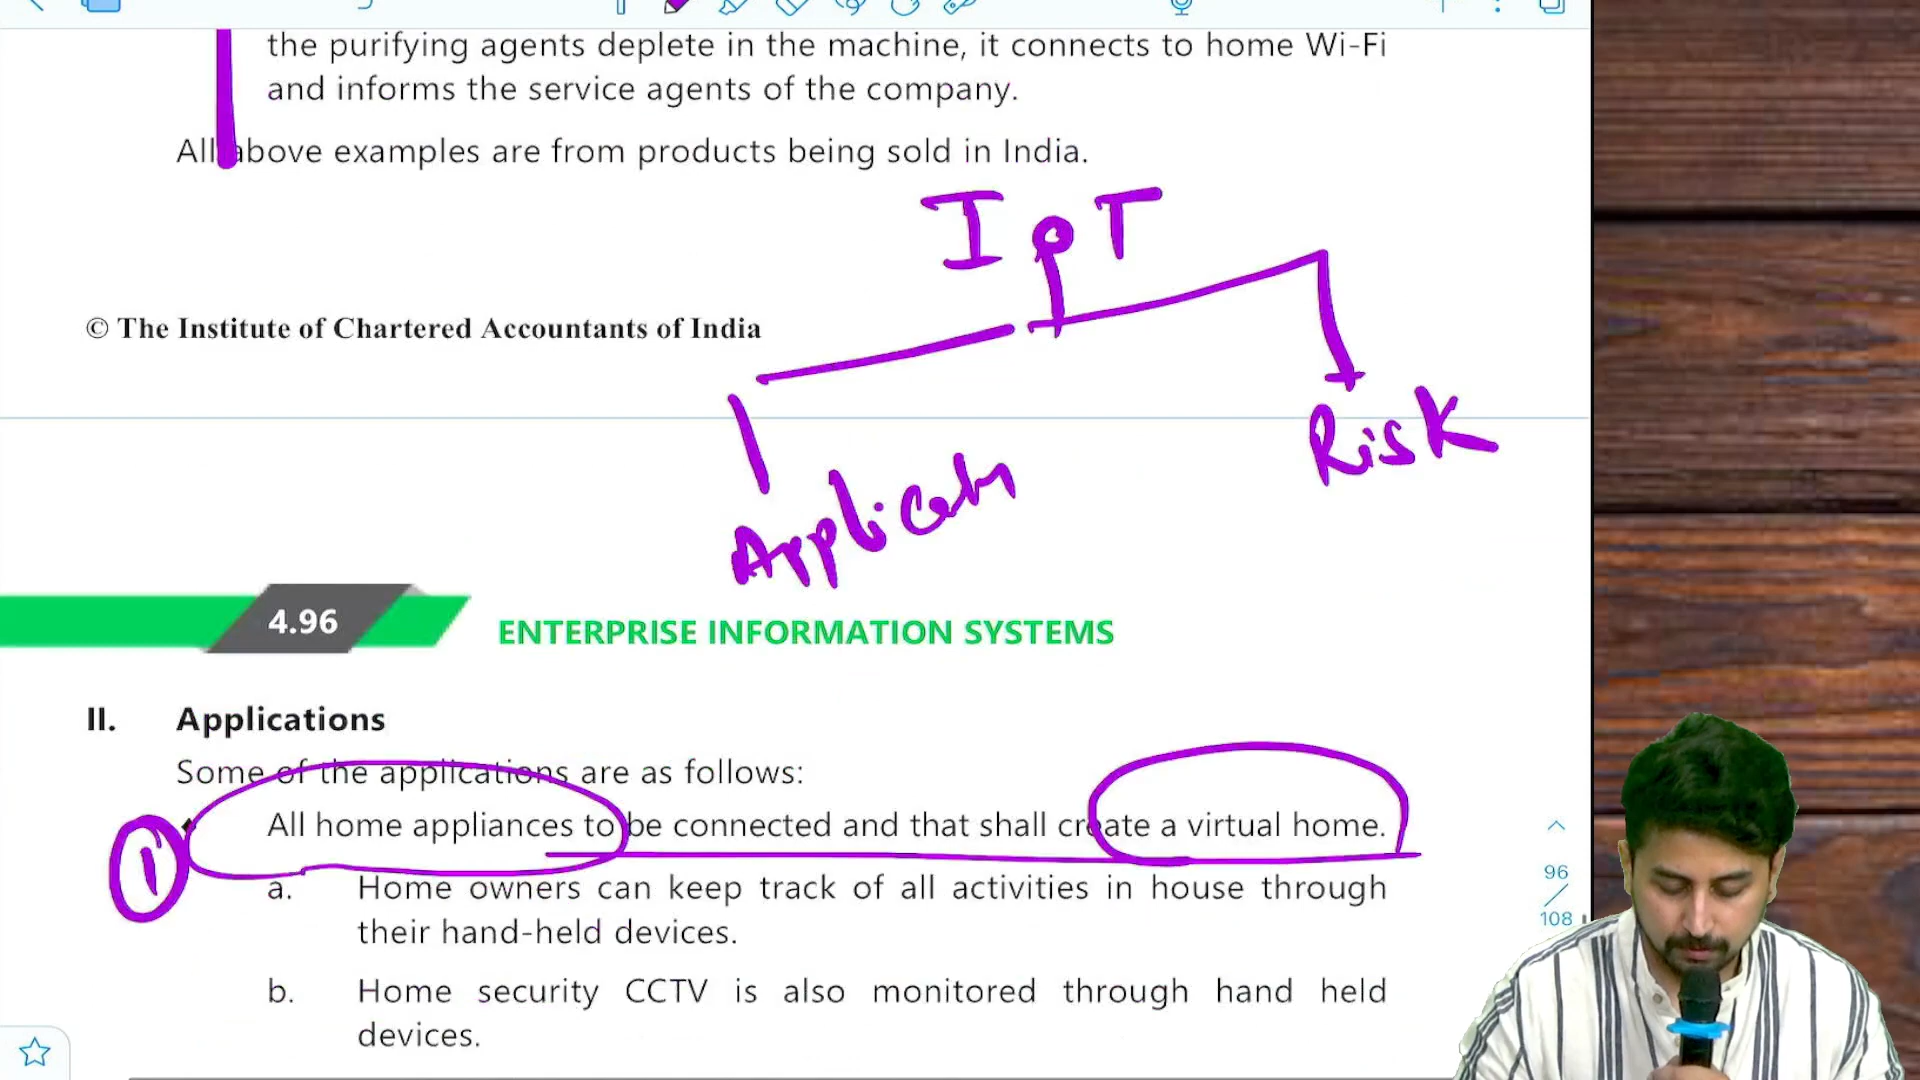 the purifying agents deplete in the machine, it connects to home Wi-Fi
and informs the service agents of the company.
All above examples are from products being sold in India.
IoT
© The Institute of Chartered Accountants of India
Risk
4.96
ENTERPRISE INFORMATION SYSTEMS
II. Applications
Some of the applications are as follows:
1 All home appliances to be connected and that shall create a virtual home.
a. Home owners can keep track of all activities in house through
their hand-held devices.
b. Home security CCTV is also monitored through hand held
devices.
96
108